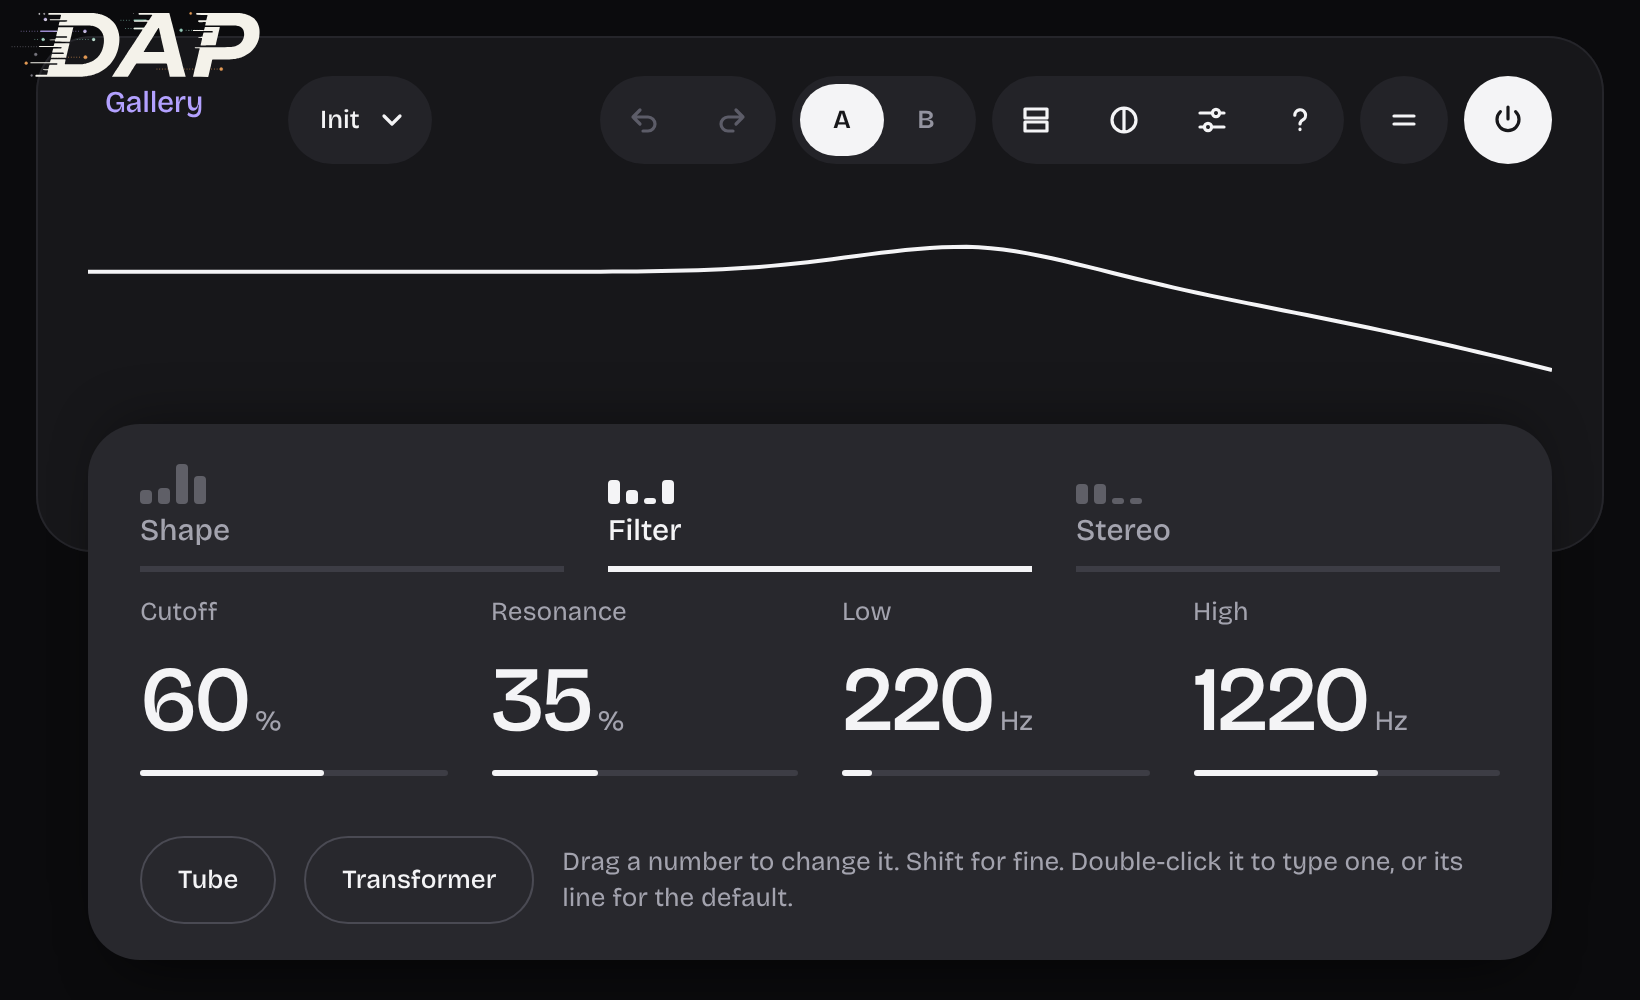 DAP
Gallery
Init
A
B
?
Shape
Filter
Stereo
Cutoff
Resonance
Low
High
60 %
35 %
220 Hz
1220 Hz
Tube
Transformer
Drag a number to change it. Shift for fine. Double-click it to type one, or its
line for the default.